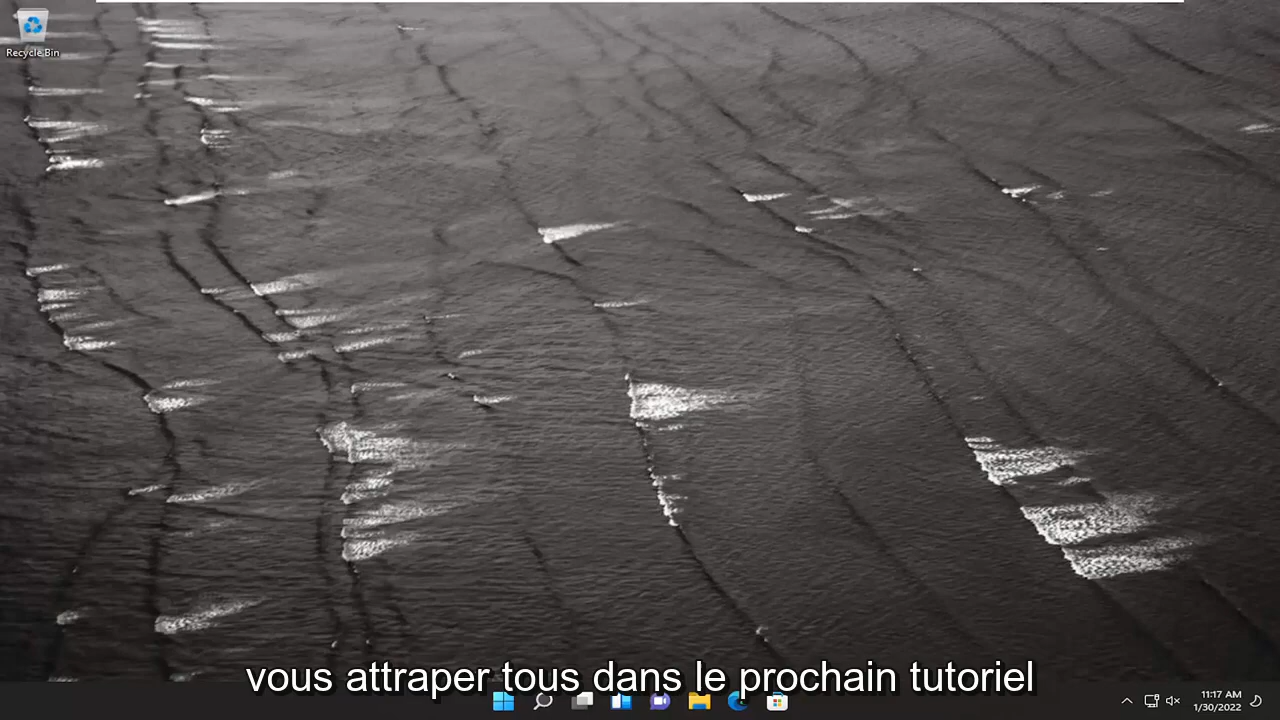 Recycle Bin
vous attraper tous dans le prochain tutoriel
11:17 AM
1/30/2022